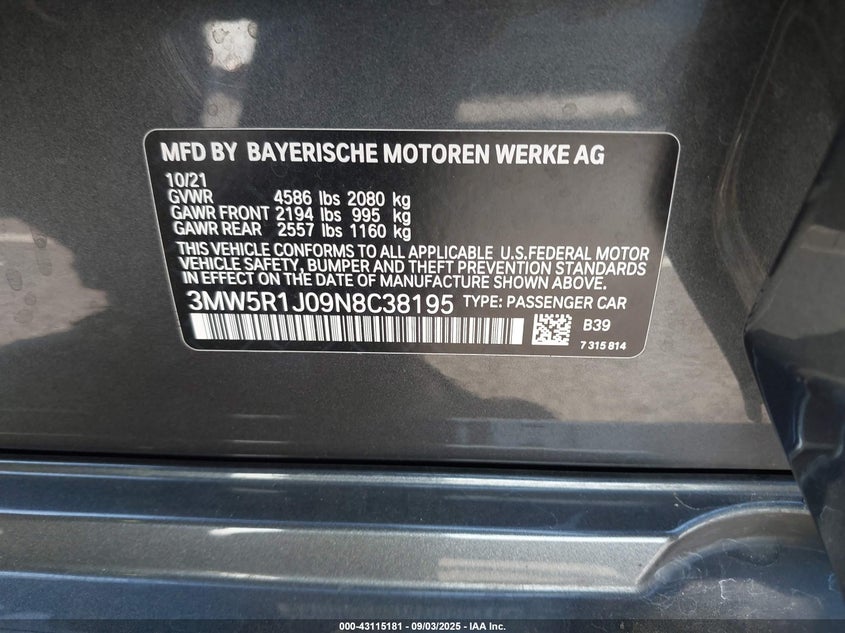 MFD BY BAYERISCHE MOTOREN WERKE AG
10/21
GVWR 4586 lbs 2080 kg
GAWR FRONT 2194 lbs 995 kg
GAWR REAR 2557 lbs 1160 kg
THIS VEHICLE CONFORMS TO ALL APPLICABLE U.S.FEDERAL MOTOR
VEHICLE SAFETY, BUMPER AND THEFT PREVENTION STANDARDS
IN EFFECT ON THE DATE OF MANUFACTURE SHOWN ABOVE.
3MW5R1J09N8C38195 TYPE: PASSENGER CAR
B39
7 315 814
000-43115181 - 09/03/2025 - IAA Inc.